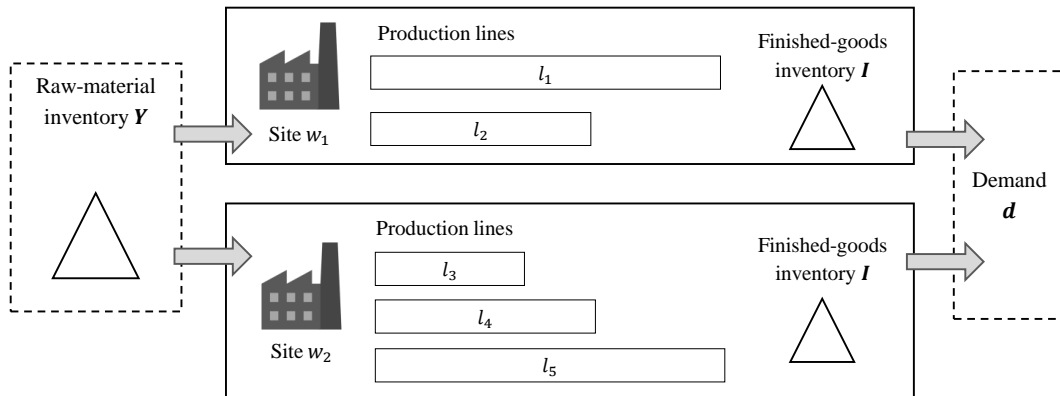 Raw-material
inventory Y
Production lines
l₁
l₂
Site w₁
Finished-goods
inventory I
Production lines
l₃
l₄
l₅
Site w₂
Finished-goods
inventory I
Demand
d